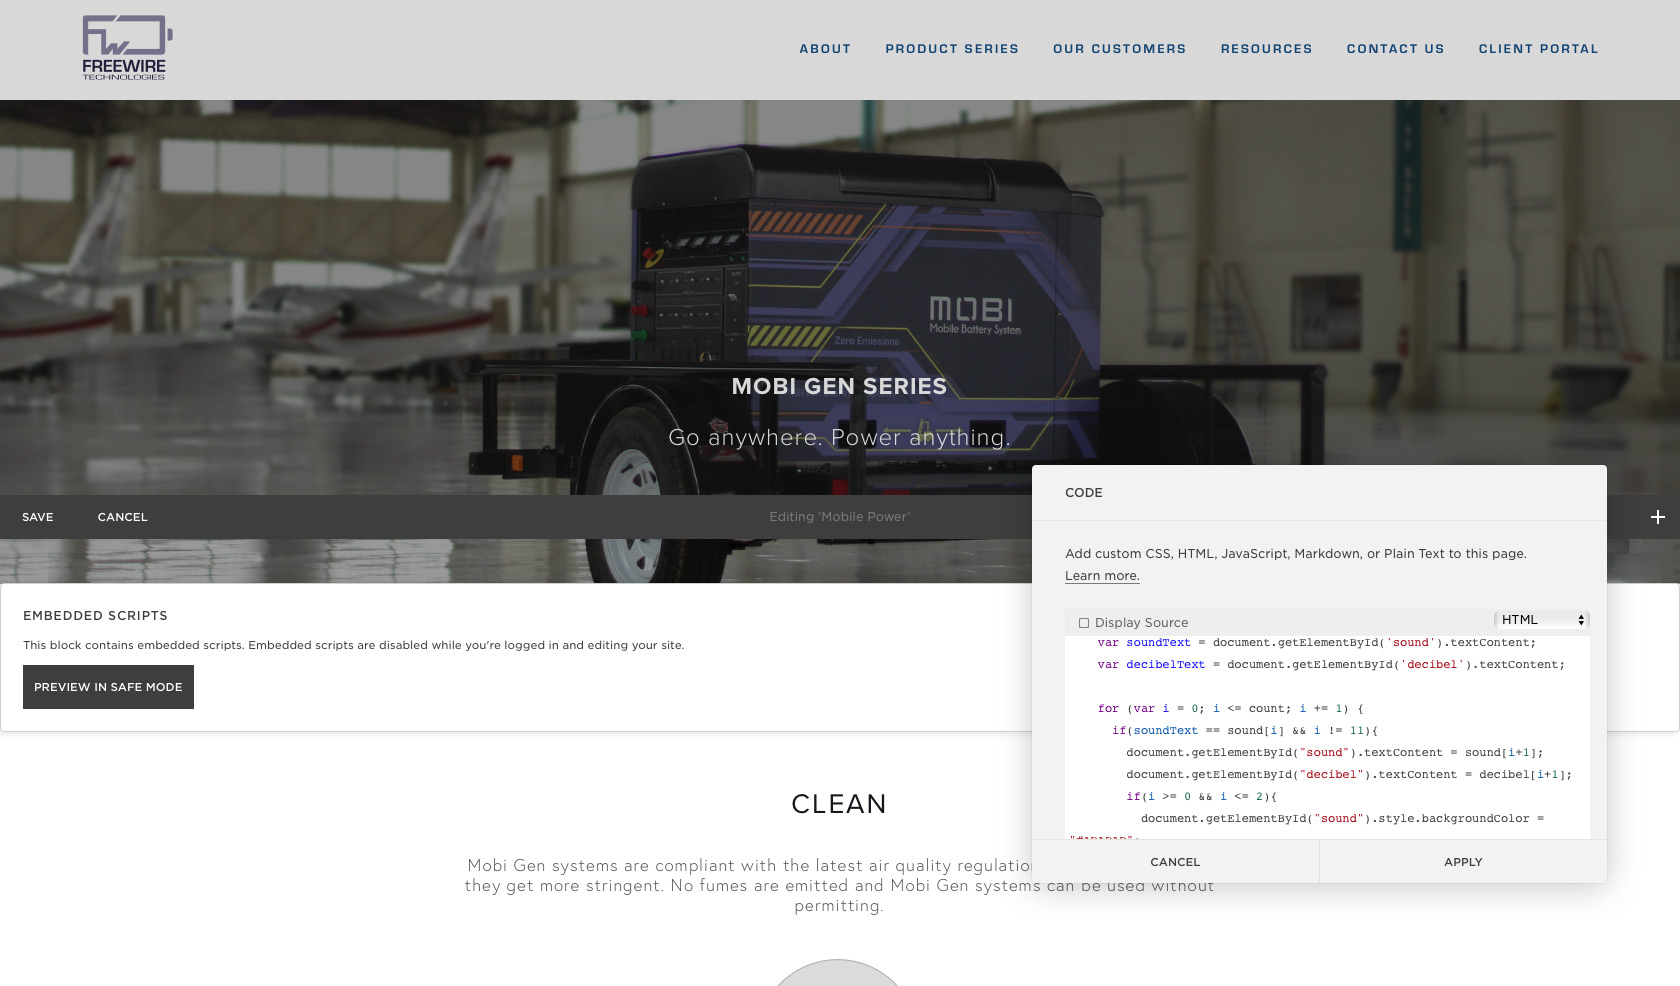 FREEWIRE
TECHNOLOGIES
ABOUT
PRODUCT SERIES
OUR CUSTOMERS
RESOURCES
CONTACT US
CLIENT PORTAL
MOBI
Mobile Battery System
Zero Emissions
MOBI GEN SERIES
Go anywhere. Power anything.
SAVE
CANCEL
Editing ‘Mobile Power’
EMBEDDED SCRIPTS
This block contains embedded scripts. Embedded scripts are disabled while you're logged in and editing your site.
PREVIEW IN SAFE MODE
CODE
Add custom CSS, HTML, JavaScript, Markdown, or Plain Text to this page.
Learn more.
Display Source
HTML
var soundText = document.getElementById('sound').textContent;
var decibelText = document.getElementById('decibel').textContent;
for (var i = 0; i <= count; i += 1) {
if(soundText == sound[i] && i != 11){
document.getElementById("sound").textContent = sound[i+1];
document.getElementById("decibel").textContent = decibel[i+1];
if(i >= 0 && i <= 2){
document.getElementById("sound").style.backgroundColor =
CANCEL
APPLY
CLEAN
Mobi Gen systems are compliant with the latest air quality
they get more stringent. No fumes are emitted and Mobi Gen systems can be used without
permitting.